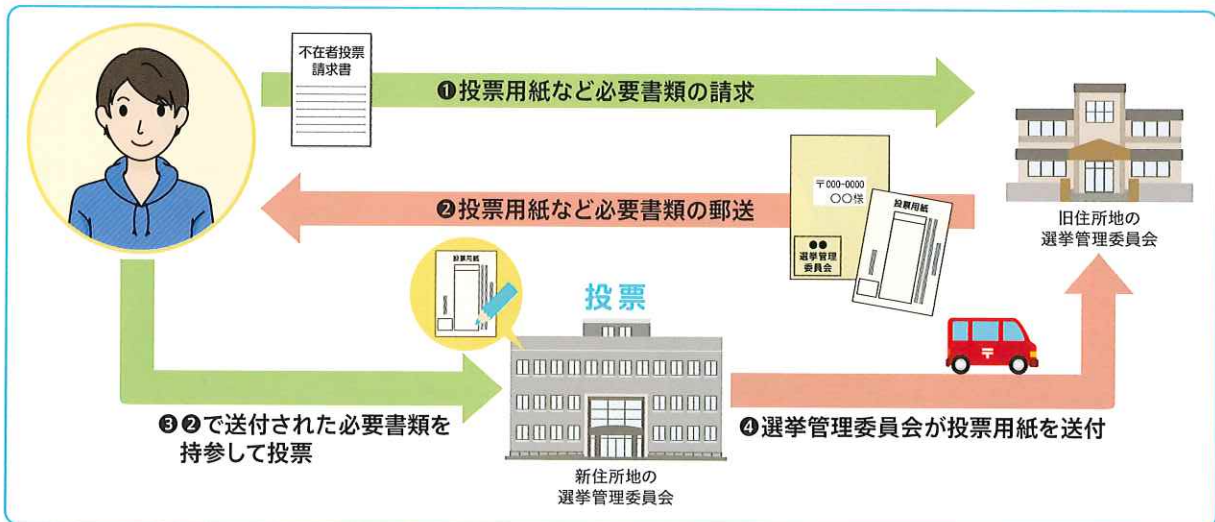 不在者投票
請求書
❶投票用紙など必要書類の請求
〒000-0000
〇〇様
投票用紙
●●
選挙管理
委員会
❷投票用紙など必要書類の郵送
旧住所地の
選挙管理委員会
投票用紙
投票
〒
❸❷で送付された必要書類を
持参して投票
新住所地の
選挙管理委員会
❹選挙管理委員会が投票用紙を送付